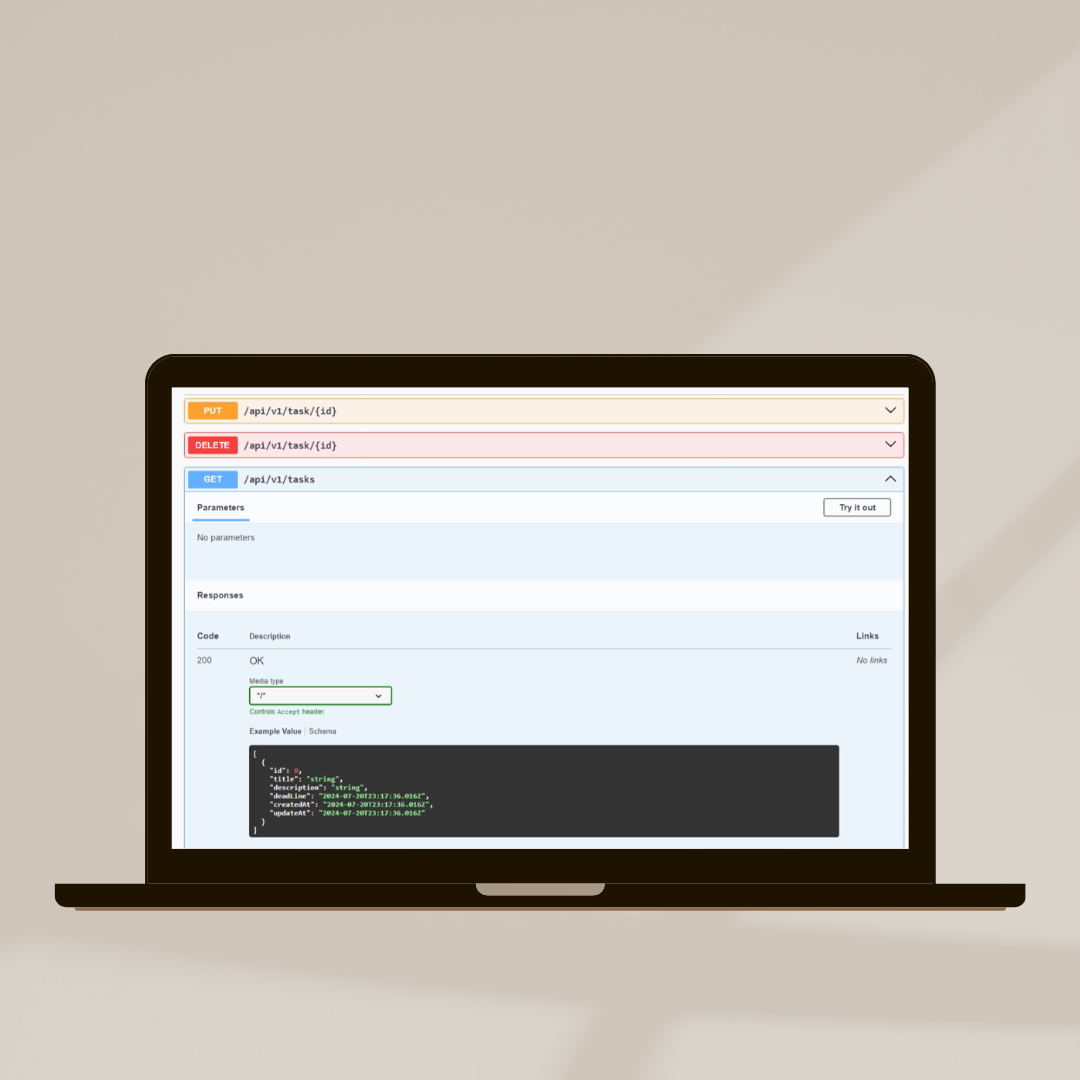 PUT /api/v1/task/{id}
DELETE /api/v1/task/{id}
GET /api/v1/tasks
Parameters Try it out
No parameters
Responses
Code Description Links
200 OK No links
Media type
*/*
Controls Accept header.
Example Value | Schema
[
{
"id": 0,
"title": "string",
"description": "string",
"deadLine": "2024-07-20T23:17:36.016Z",
"createdAt": "2024-07-20T23:17:36.016Z",
"updateAt": "2024-07-20T23:17:36.016Z"
}
]